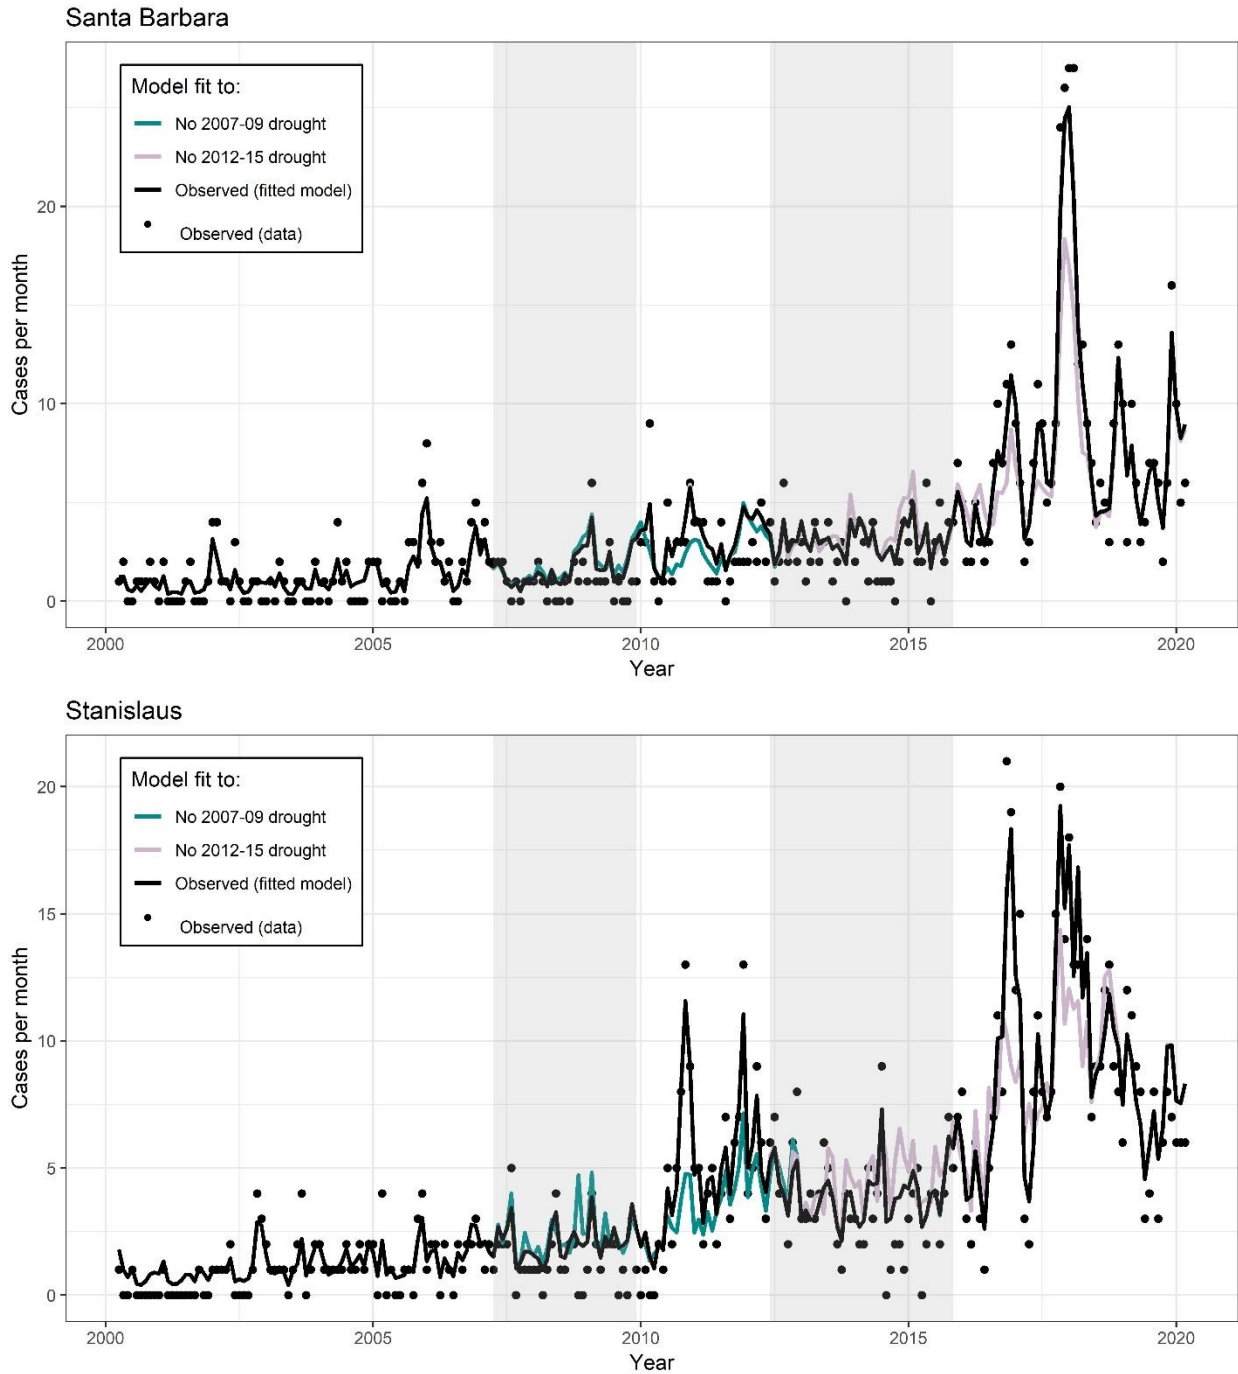 Santa Barbara
Model fit to:
No 2007-09 drought
No 2012-15 drought
Observed (fitted model)
Observed (data)
Cases per month
20
10
0
2000 2005 2010 2015 2020
Year
Stanislaus
Model fit to:
No 2007-09 drought
No 2012-15 drought
Observed (fitted model)
Observed (data)
Cases per month
20
15
10
5
0
2000 2005 2010 2015 2020
Year